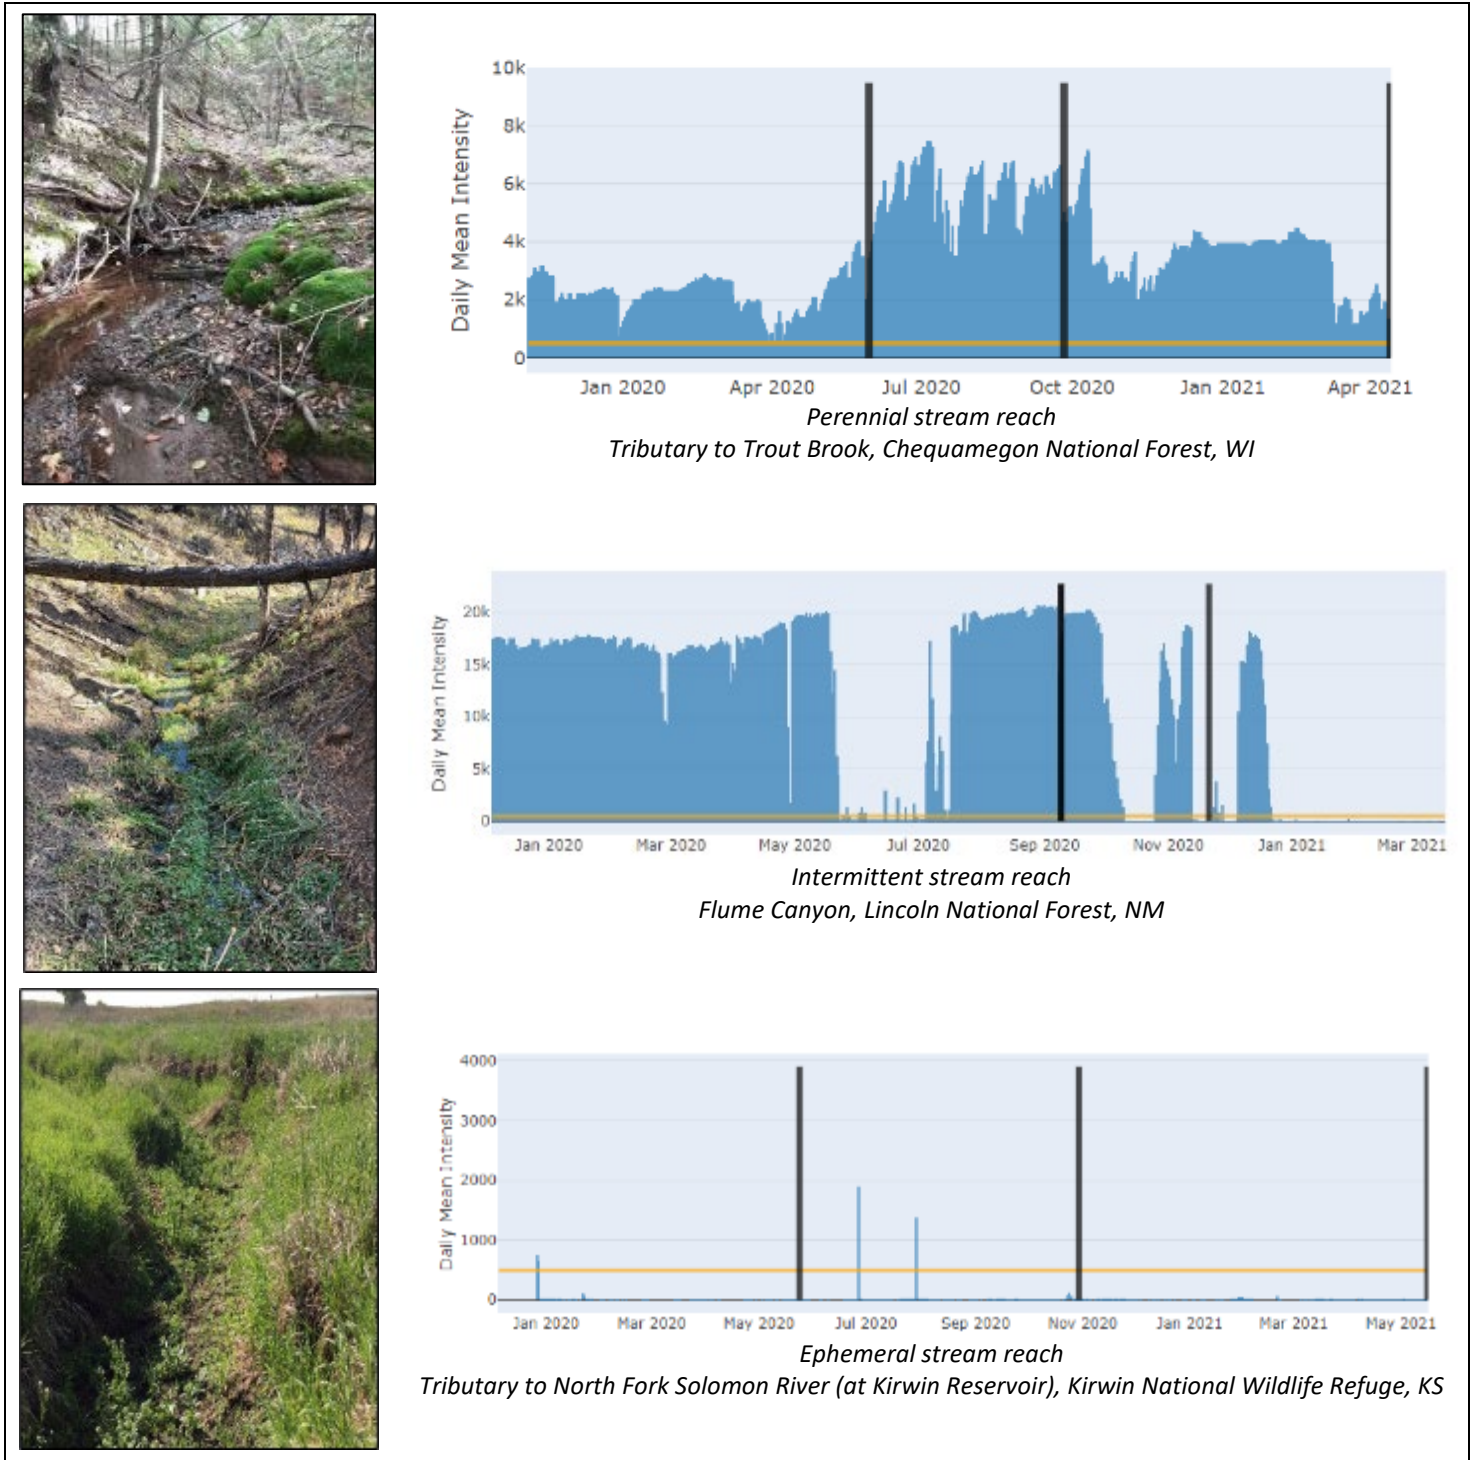 10k
8k
6k
4k
2k
0
Daily Mean Intensity
Jan 2020 Apr 2020 Jul 2020 Oct 2020 Jan 2021 Apr 2021
Perennial stream reach
Tributary to Trout Brook, Chequamegon National Forest, WI
20k
15k
10k
5k
0
Daily Mean Intensity
Jan 2020 Mar 2020 May 2020 Jul 2020 Sep 2020 Nov 2020 Jan 2021 Mar 2021
Intermittent stream reach
Flume Canyon, Lincoln National Forest, NM
4000
3000
2000
1000
0
Daily Mean Intensity
Jan 2020 Mar 2020 May 2020 Jul 2020 Sep 2020 Nov 2020 Jan 2021 Mar 2021 May 2021
Ephemeral stream reach
Tributary to North Fork Solomon River (at Kirwin Reservoir), Kirwin National Wildlife Refuge, KS